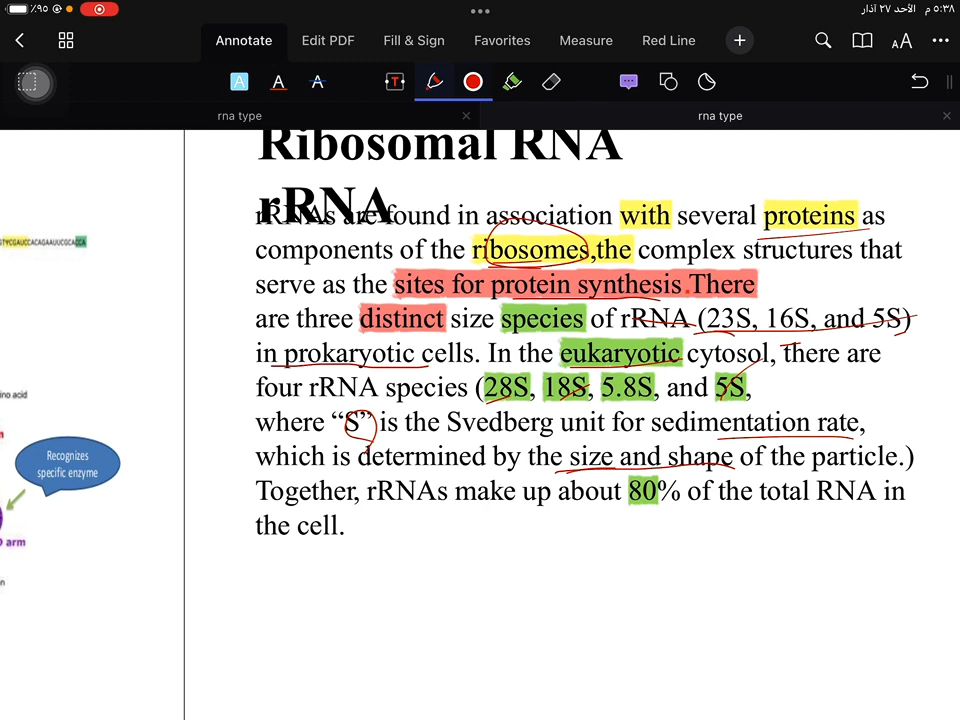 ٪٩٥
٥:٣٨ م الأحد ٢٧ آذار
Annotate Edit PDF Fill & Sign Favorites Measure Red Line
AA
A A A T
rna type rna type
Ribosomal RNA
rRNA
rRNAs are found in association with several proteins as
components of the ribosomes,the complex structures that
serve as the sites for protein synthesis.There
are three distinct size species of rRNA (23S, 16S, and 5S)
in prokaryotic cells. In the eukaryotic cytosol, there are
four rRNA species (28S, 18S, 5.8S, and 5S,
where “S” is the Svedberg unit for sedimentation rate,
which is determined by the size and shape of the particle.)
Together, rRNAs make up about 80% of the total RNA in
the cell.
ino acid
Recognizes
specific enzyme
arm